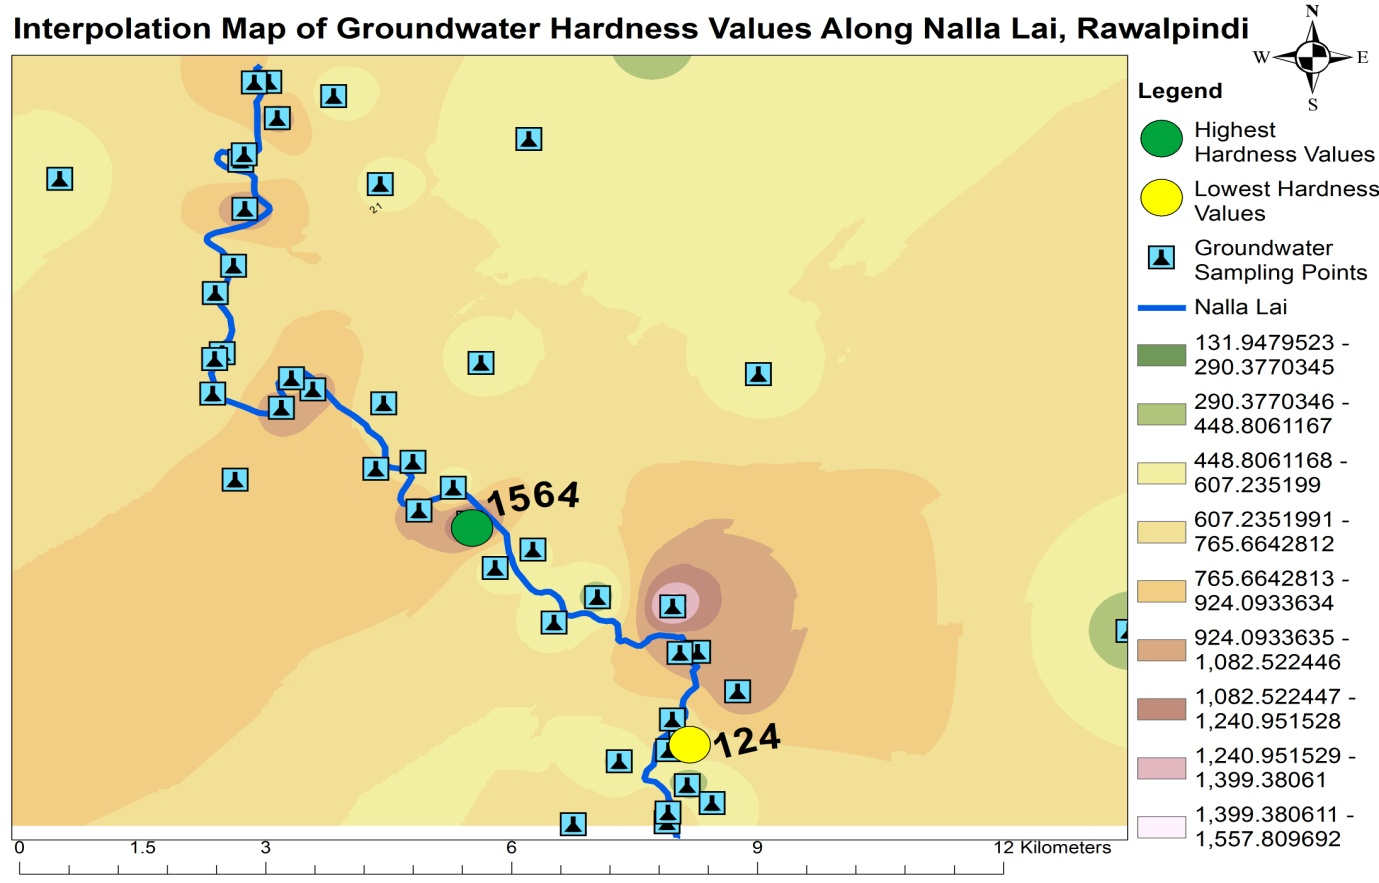 Interpolation Map of Groundwater Hardness Values Along Nalla Lai, Rawalpindi
N
W E
S
Legend
Highest
Hardness Values
Lowest Hardness
Values
Groundwater
Sampling Points
Nalla Lai
131.9479523 -
290.3770345
290.3770346 -
448.8061167
448.8061168 -
607.235199
607.2351991 -
765.6642812
765.6642813 -
924.0933634
924.0933635 -
1,082.522446
1,082.522447 -
1,240.951528
1,240.951529 -
1,399.38061
1,399.380611 -
1,557.809692
21
1564
124
0 1.5 3 6 9 12 Kilometers